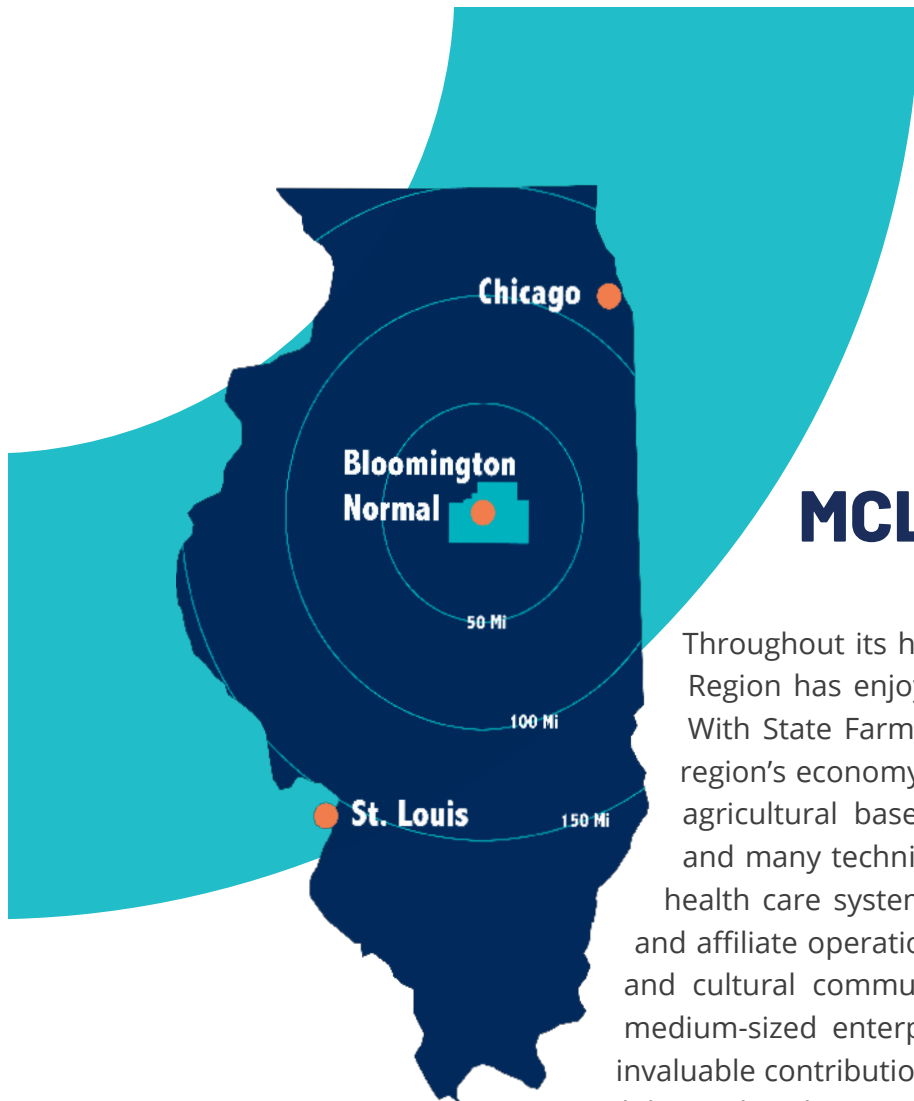 Chicago
Bloomington
Normal
50 Mi
100 Mi
St. Louis
150 Mi
MCL
Throughout its h
Region has enjoy
With State Farm
region's economy
agricultural base
and many techni
health care system
and affiliate operatio
and cultural commu
medium-sized enterp
invaluable contributio